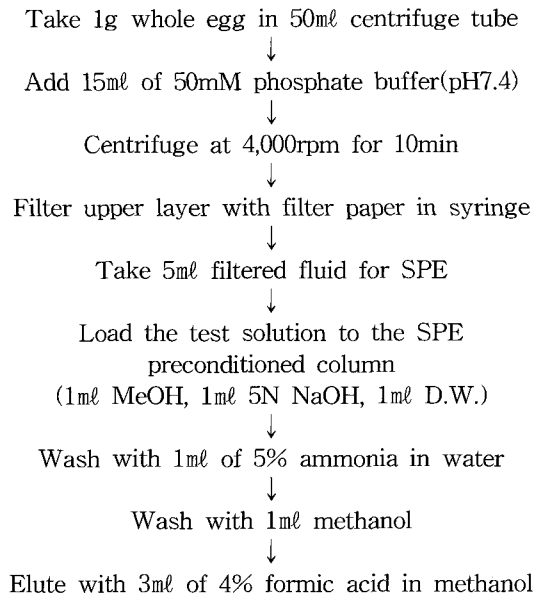 Take 1g whole egg in 50㎖ centrifuge tube
↓
Add 15㎖ of 50mM phosphate buffer(pH7.4)
↓
Centrifuge at 4,000rpm for 10min
↓
Filter upper layer with filter paper in syringe
↓
Take 5㎖ filtered fluid for SPE
↓
Load the test solution to the SPE
preconditioned column
(1㎖ MeOH, 1㎖ 5N NaOH, 1㎖ D.W.)
↓
Wash with 1㎖ of 5% ammonia in water
↓
Wash with 1㎖ methanol
↓
Elute with 3㎖ of 4% formic acid in methanol